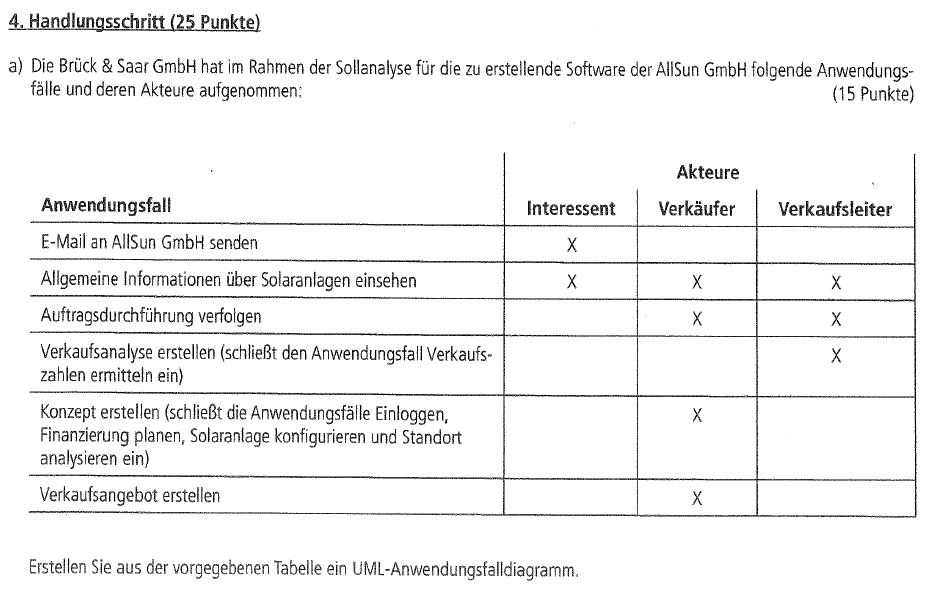 4. Handlungsschritt (25 Punkte)
a) Die Brück & Saar GmbH hat im Rahmen der Sollanalyse für die zu erstellende Software der AllSun GmbH folgende Anwendungs-
fälle und deren Akteure aufgenommen: (15 Punkte)
Akteure
Anwendungsfall Interessent Verkäufer Verkaufsleiter
E-Mail an AllSun GmbH senden X
Allgemeine Informationen über Solaranlagen einsehen X X X
Auftragsdurchführung verfolgen X X
Verkaufsanalyse erstellen (schließt den Anwendungsfall Verkaufs- X
zahlen ermitteln ein)
Konzept erstellen (schließt die Anwendungsfälle Einloggen, X
Finanzierung planen, Solaranlage konfigurieren und Standort
analysieren ein)
Verkaufsangebot erstellen X
Erstellen Sie aus der vorgegebenen Tabelle ein UML-Anwendungsfalldiagramm.